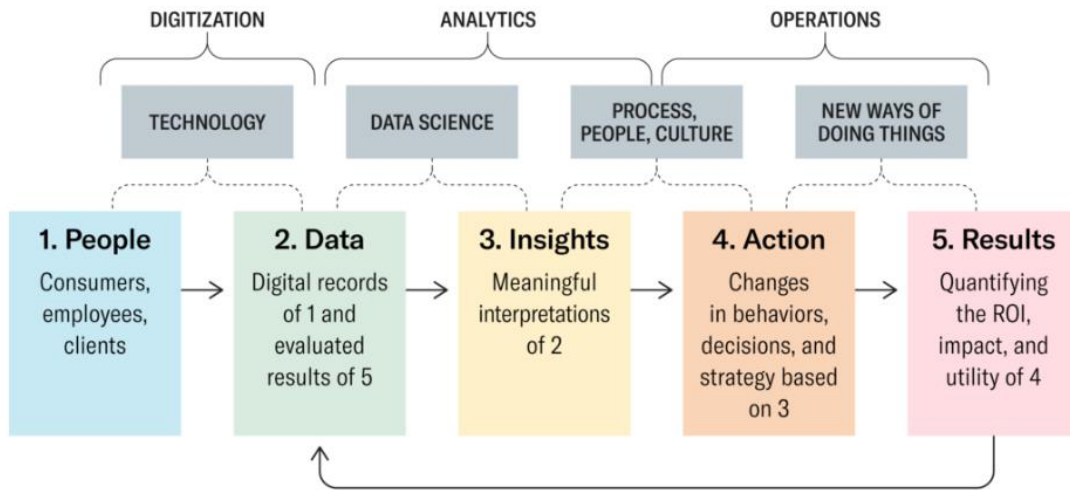 DIGITIZATION
ANALYTICS
OPERATIONS
TECHNOLOGY
DATA SCIENCE
PROCESS,
PEOPLE, CULTURE
NEW WAYS OF
DOING THINGS
1. People
Consumers,
employees,
clients
2. Data
Digital records
of 1 and
evaluated
results of 5
3. Insights
Meaningful
interpretations
of 2
4. Action
Changes
in behaviors,
decisions, and
strategy based
on 3
5. Results
Quantifying
the ROI,
impact, and
utility of 4